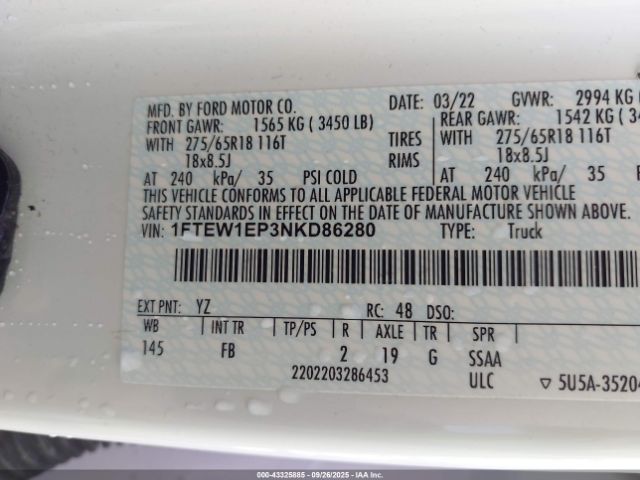 MFD. BY FORD MOTOR CO. DATE: 03/22 GVWR: 2994 KG
FRONT GAWR: 1565 KG ( 3450 LB) REAR GAWR: 1542 KG
WITH 275/65R18 116T TIRES 275/65R18 116T
18x8.5J RIMS 18x8.5J
AT 240 kPa/ 35 PSI COLD AT 240 kPa/ 35
THIS VEHICLE CONFORMS TO ALL APPLICABLE FEDERAL MOTOR VEHICLE
SAFETY STANDARDS IN EFFECT ON THE DATE OF MANUFACTURE SHOWN ABOVE.
VIN: 1FTEW1EP3NKD86280 TYPE: Truck
EXT PNT: YZ RC: 48 DSO:
WB INT TR TP/PS R AXLE TR SPR
145 FB 2 19 G SSAA
2202203286453 ULC ▽ 5U5A-35204
000-43325885 - 09/26/2025 - IAA Inc.